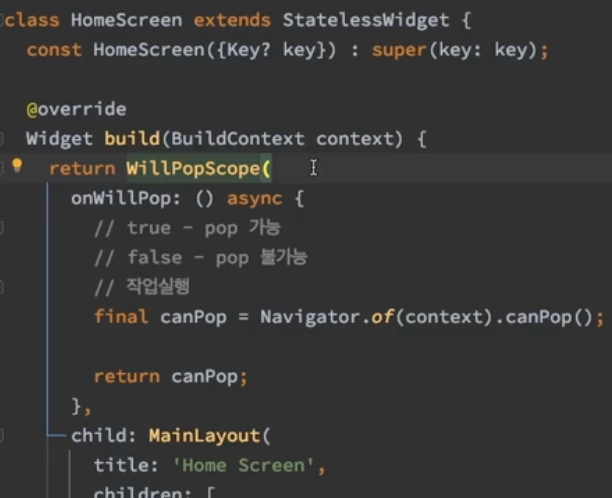 class HomeScreen extends StatelessWidget {
const HomeScreen({Key? key}) : super(key: key);
@override
Widget build(BuildContext context) {
return WillPopScope(
onWillPop: () async {
// true - pop 가능
// false - pop 불가능
// 작업실행
final canPop = Navigator.of(context).canPop();
return canPop;
},
child: MainLayout(
title: 'Home Screen',
children: [